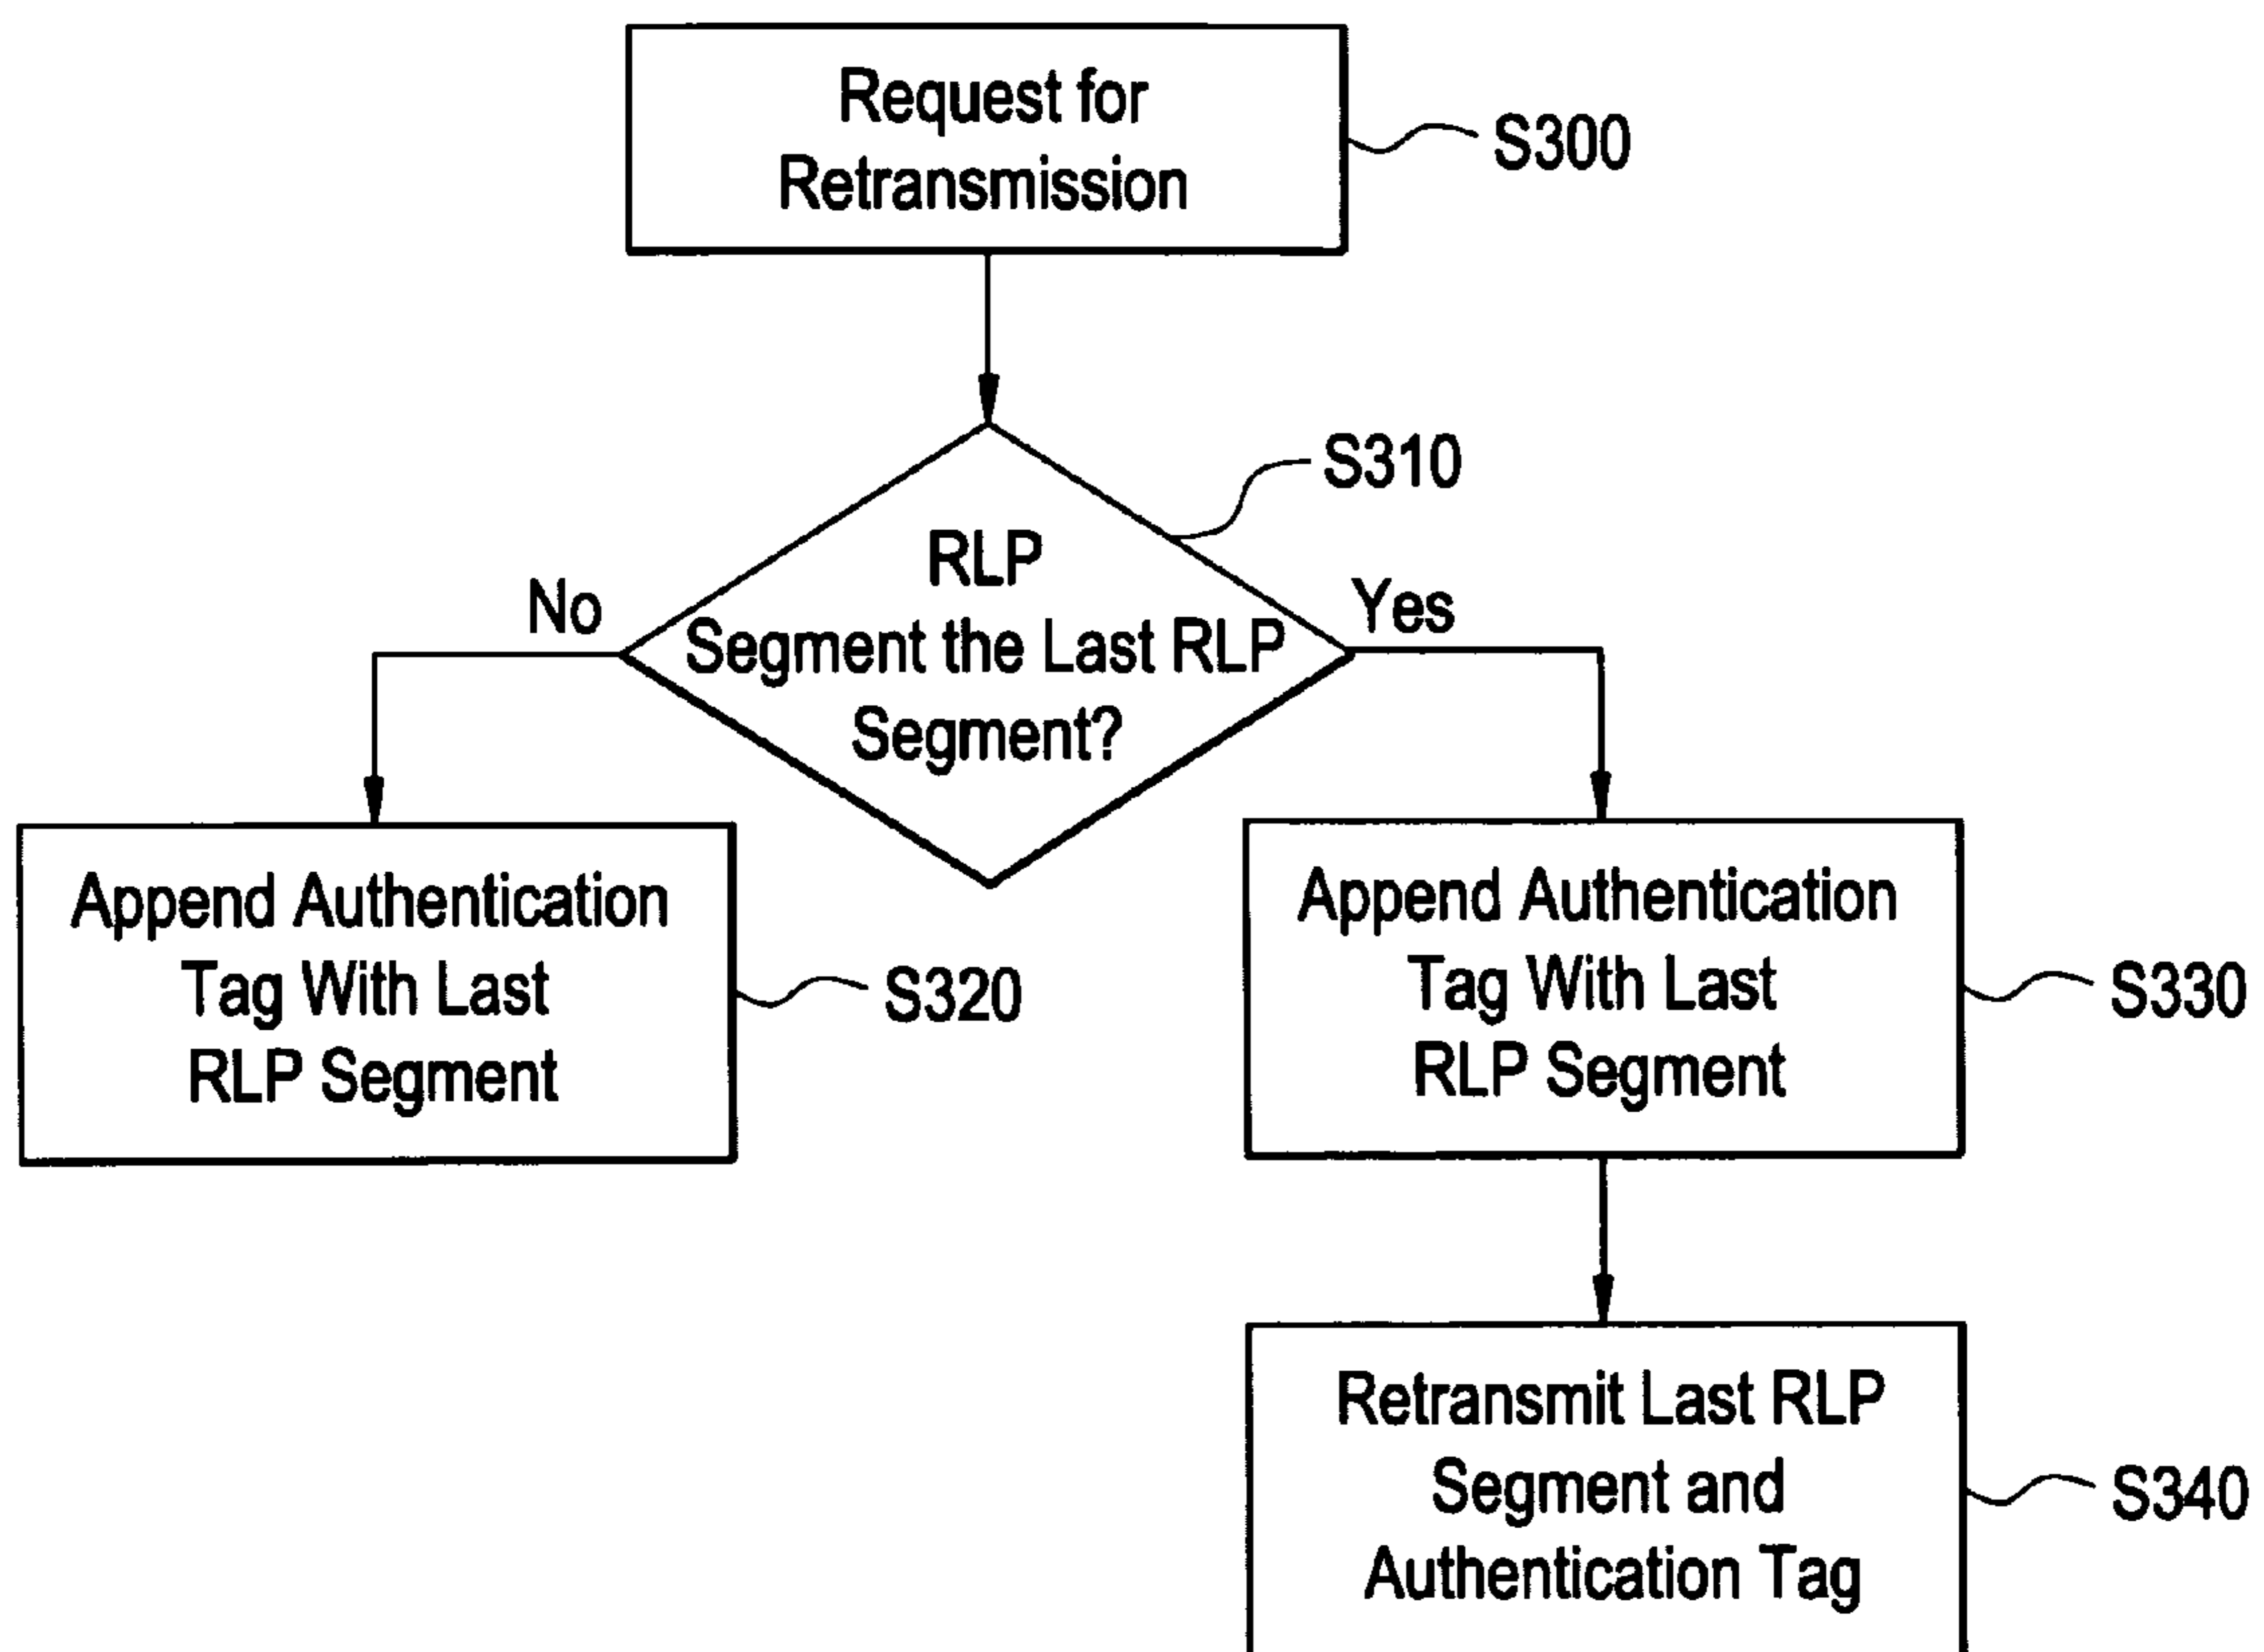 Request for
Retransmission
S300
S310
RLP
Segment the Last RLP
Segment?
No
Yes
Append Authentication
Tag With Last
RLP Segment
S320
Append Authentication
Tag With Last
RLP Segment
S330
Retransmit Last RLP
Segment and
Authentication Tag
S340